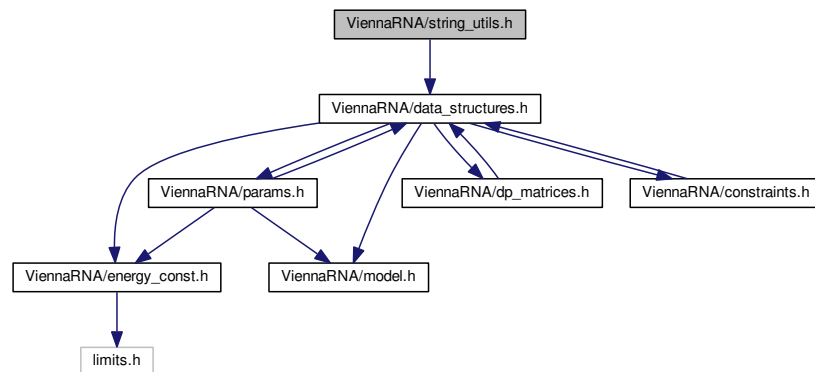 ViennaRNA/string_utils.h
ViennaRNA/data_structures.h
ViennaRNA/params.h
ViennaRNA/dp_matrices.h
ViennaRNA/constraints.h
ViennaRNA/energy_const.h
ViennaRNA/model.h
limits.h